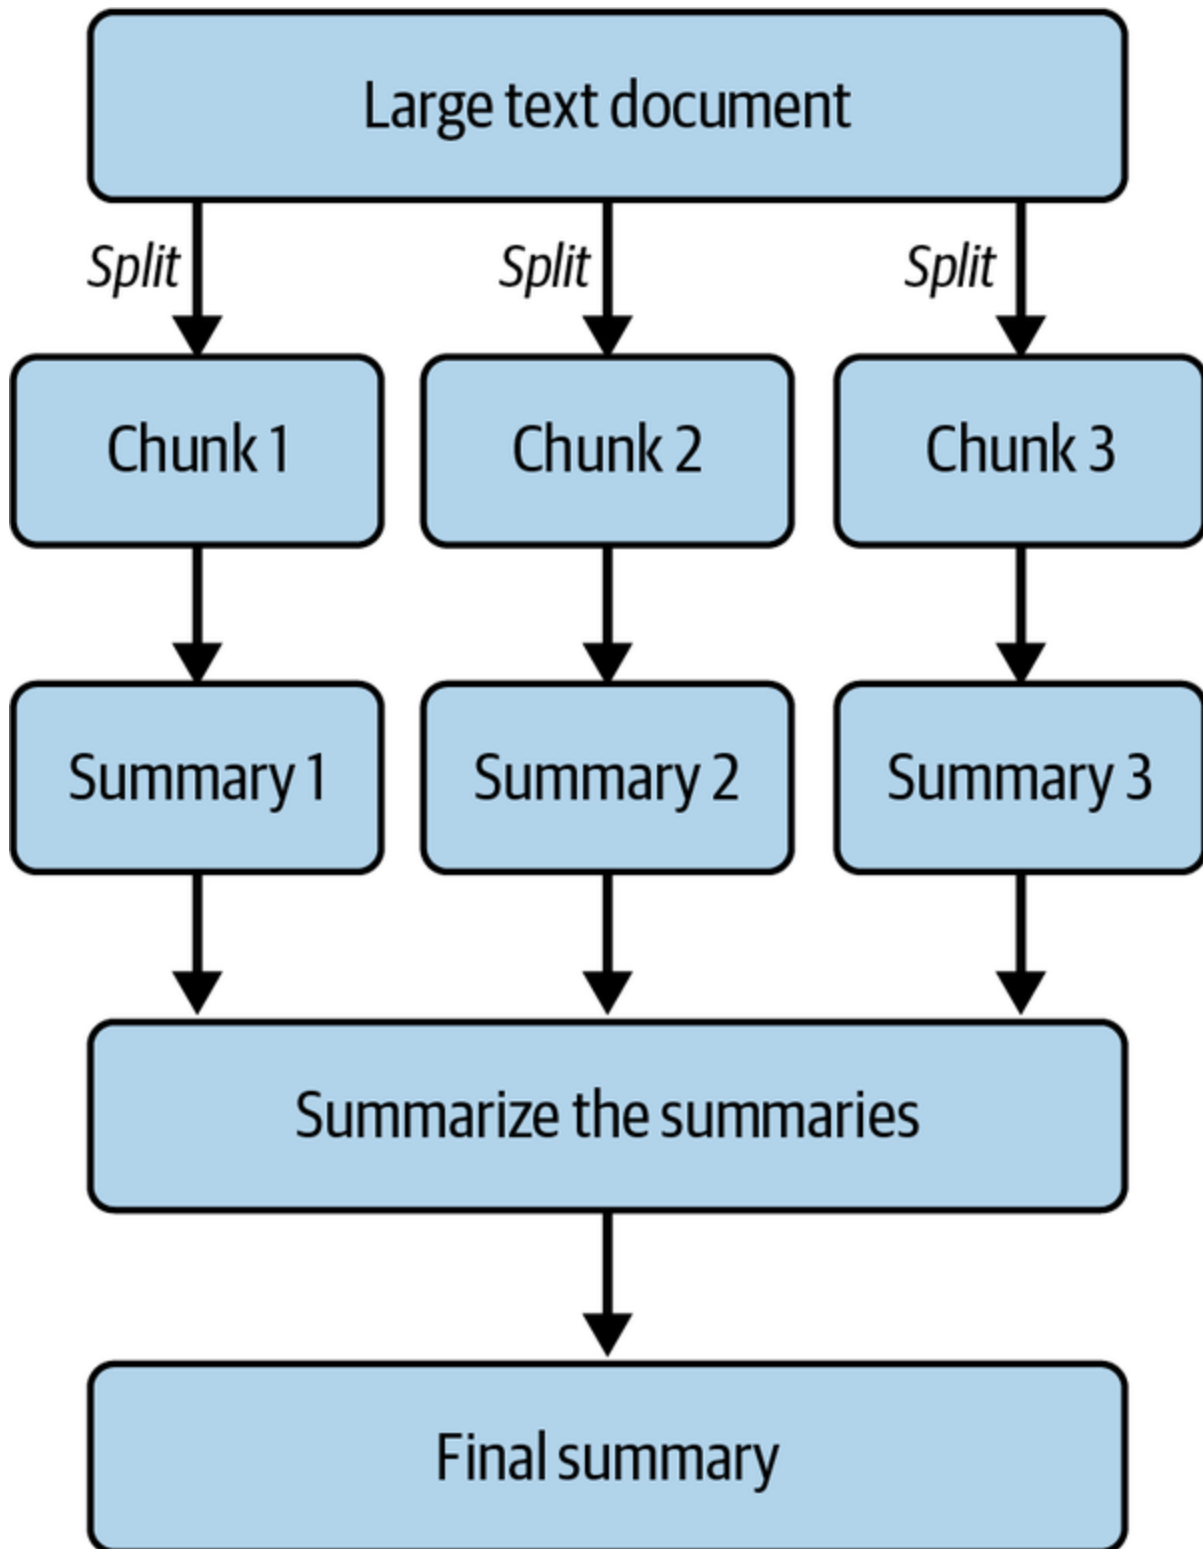 Large text document
Split
Split
Split
Chunk 1
Chunk 2
Chunk 3
Summary 1
Summary 2
Summary 3
Summarize the summaries
Final summary